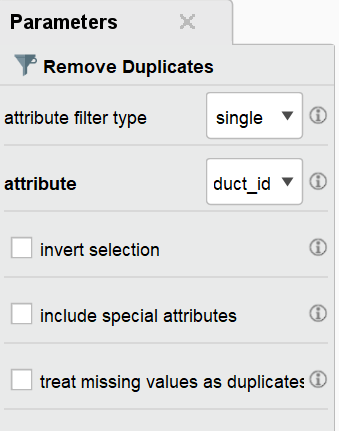 Parameters
Remove Duplicates
attribute filter type single
attribute duct_id
invert selection
include special attributes
treat missing values as duplicates